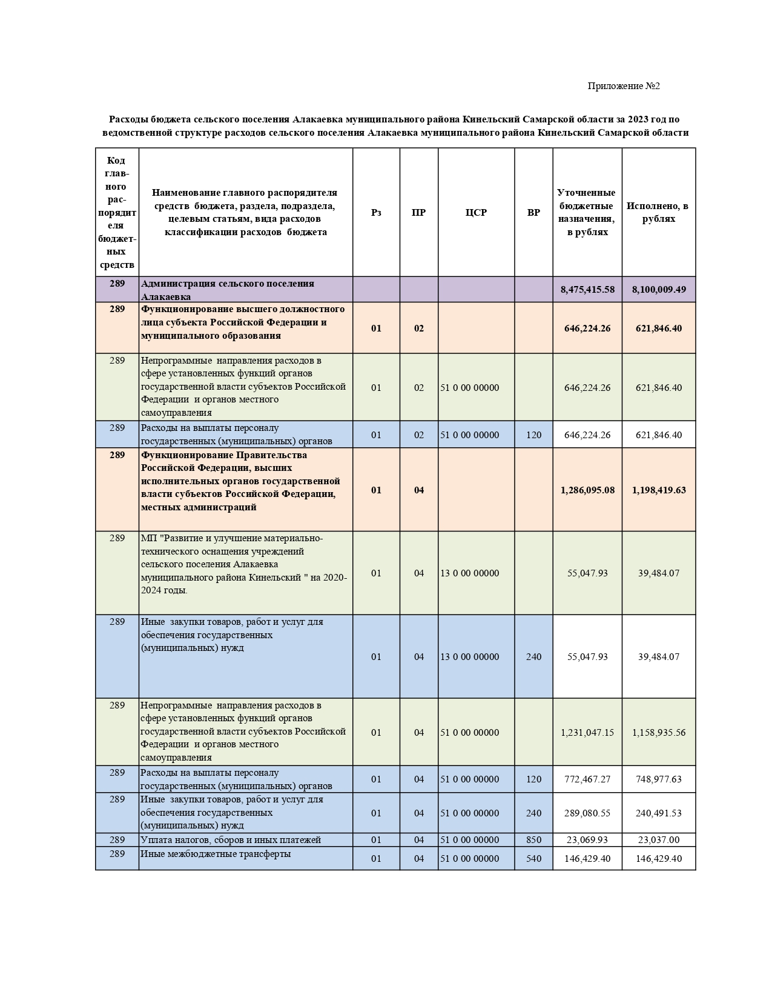 Приложение №2
Расходы бюджета сельского поселения Алакаевка муниципального района Кинельский Самарской области за 2023 год по
ведомственной структуре расходов сельского поселения Алакаевка муниципального района Кинельский Самарской области
Код
глав-
ного
рас-
порядит
еля
бюджет-
ных
средств
Наименование главного распорядителя
средств  бюджета, раздела, подраздела,
целевым статьям, вида расходов
классификации расходов  бюджета
Рз
ПР
ЦСР
ВР
Уточненные
бюджетные
назначения,
в рублях
Исполнено, в
рублях
289
Администрация сельского поселения
Алакаевка
8,475,415.58
8,100,009.49
289
Функционирование высшего должностного
лица субъекта Российской Федерации и
муниципального образования
01
02
646,224.26
621,846.40
289
Непрограммные  направления расходов в
сфере установленных функций органов
государственной власти субъектов Российской
Федерации  и органов местного
самоуправления
01
02
51 0 00 00000
646,224.26
621,846.40
289
Расходы на выплаты персоналу
государственных (муниципальных) органов
01
02
51 0 00 00000
120
646,224.26
621,846.40
289
Функционирование Правительства
Российской Федерации, высших
исполнительных органов государственной
власти субъектов Российской Федерации,
местных администраций
01
04
1,286,095.08
1,198,419.63
289
МП "Развитие и улучшение материально-
технического оснащения учреждений
сельского поселения Алакаевка
муниципального района Кинельский " на 2020-
2024 годы.
01
04
13 0 00 00000
55,047.93
39,484.07
289
Иные  закупки товаров, работ и услуг для
обеспечения государственных
(муниципальных) нужд
01
04
13 0 00 00000
240
55,047.93
39,484.07
289
Непрограммные  направления расходов в
сфере установленных функций органов
государственной власти субъектов Российской
Федерации  и органов местного
самоуправления
01
04
51 0 00 00000
1,231,047.15
1,158,935.56
289
Расходы на выплаты персоналу
государственных (муниципальных) органов
01
04
51 0 00 00000
120
772,467.27
748,977.63
289
Иные  закупки товаров, работ и услуг для
обеспечения государственных
(муниципальных) нужд
01
04
51 0 00 00000
240
289,080.55
240,491.53
289
Уплата налогов, сборов и иных платежей
01
04
51 0 00 00000
850
23,069.93
23,037.00
289
Иные межбюджетные трансферты
01
04
51 0 00 00000
540
146,429.40
146,429.40